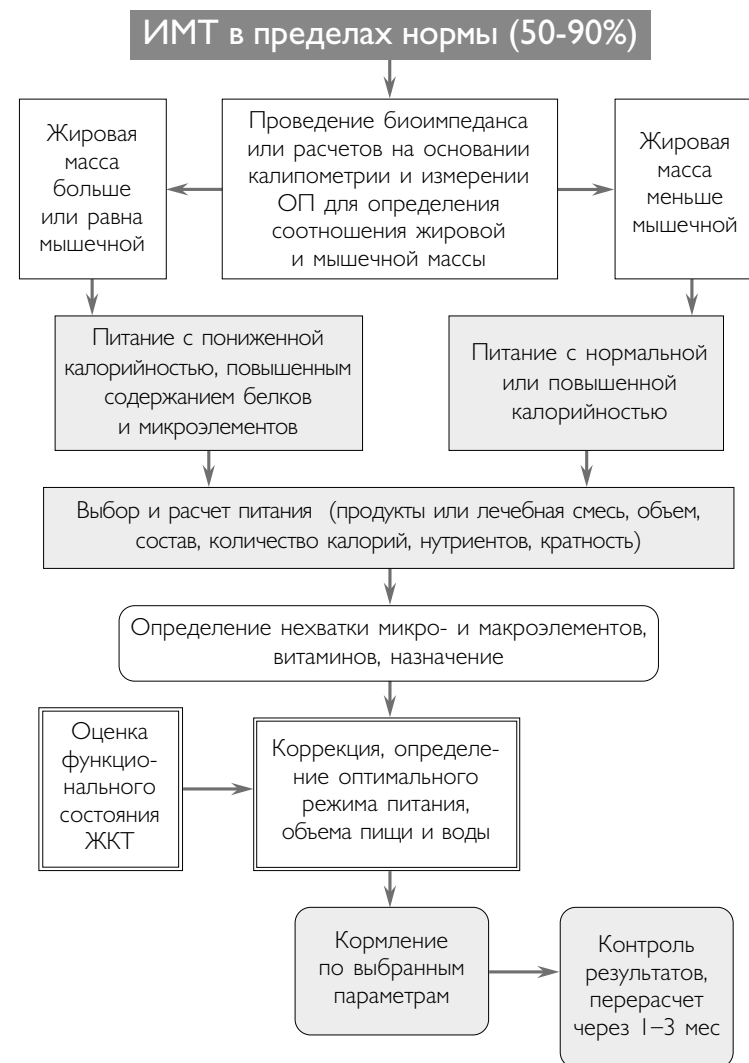 ИМТ в пределах нормы (50-90%)
Жировая
масса
больше
или равна
мышечной
Проведение биоимпеданса
или расчетов на основании
калипометрии и измерении
ОП для определения
соотношения жировой
и мышечной массы
Жировая
масса
меньше
мышечной
Питание с пониженной
калорийностью, повышенным
содержанием белков
и микроэлементов
Питание с нормальной
или повышенной
калорийностью
Выбор и расчет питания (продукты или лечебная смесь, объем,
состав, количество калорий, нутриентов, кратность)
Определение нехватки микро- и макроэлементов,
витаминов, назначение
Оценка
функцио-
нального
состояния
ЖКТ
Коррекция, определе-
ние оптимального
режима питания,
объема пищи и воды
Кормление
по выбранным
параметрам
Контроль
результатов,
перерасчет
через 1–3 мес